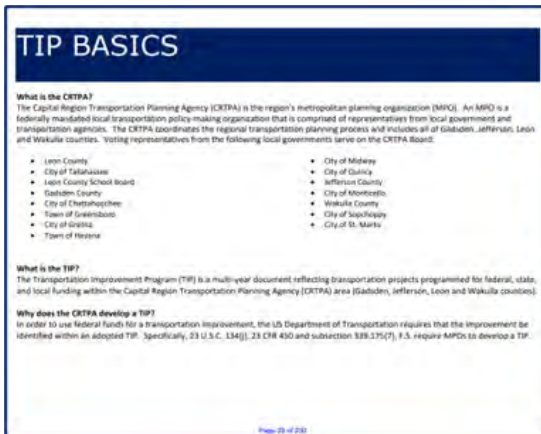 TIP BASICS
What is the CRTPA?
The Capital Region Transportation Planning Agency (CRTPA) is the region's metropolitan planning organization (MPO). An MPO is a
federally mandated local transportation policy-making organization that is comprised of representatives from local government and
transportation agencies. The CRTPA coordinates the regional transportation planning process and includes all of Gadsden, Jefferson, Leon
and Wakulla counties. Voting representatives from the following local governments serve on the CRTPA Board:
• Leon County
• City of Tallahassee
• Leon County School Board
• Gadsden County
• City of Chattahoochee
• Town of Greensboro
• City of Gretna
• Town of Havana
• City of Midway
• City of Quincy
• Jefferson County
• City of Monticello
• Wakulla County
• City of Sopchoppy
• City of St. Marks
What is the TIP?
The Transportation Improvement Program (TIP) is a multi-year document reflecting transportation projects programmed for federal, state,
and local funding within the Capital Region Transportation Planning Agency (CRTPA) area (Gadsden, Jefferson, Leon and Wakulla counties).
Why does the CRTPA develop a TIP?
In order to use federal funds for a transportation improvement, the US Department of Transportation requires that the improvement be
identified within an adopted TIP. Specifically, 23 U.S.C. 134(j), 23 CFR 450 and subsection 339.175(7), F.S. require MPOs to develop a TIP.
Page of